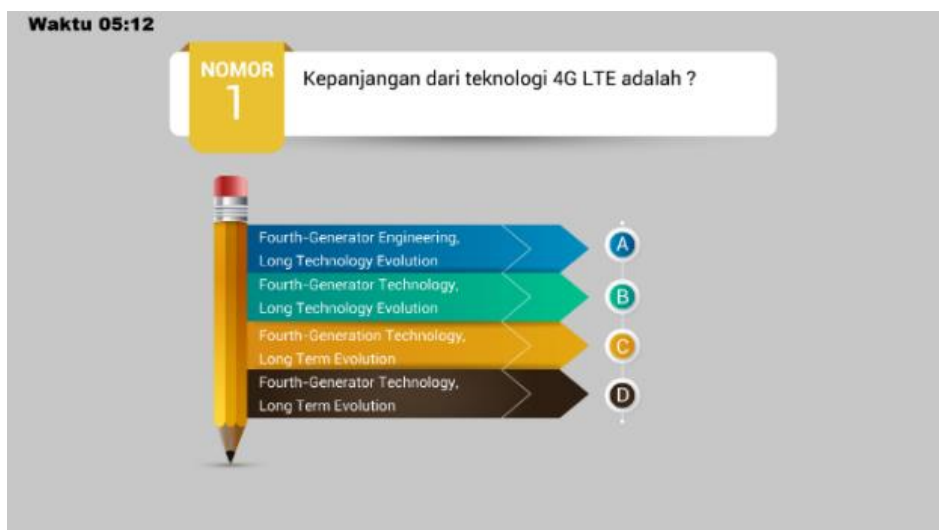 Waktu 05:12
NOMOR
1
Kepanjangan dari teknologi 4G LTE adalah ?
Fourth-Generator Engineering,
Long Technology Evolution
A
Fourth-Generator Technology,
Long Technology Evolution
B
Fourth-Generation Technology,
Long Term Evolution
C
Fourth-Generator Technology,
Long Term Evolution
D